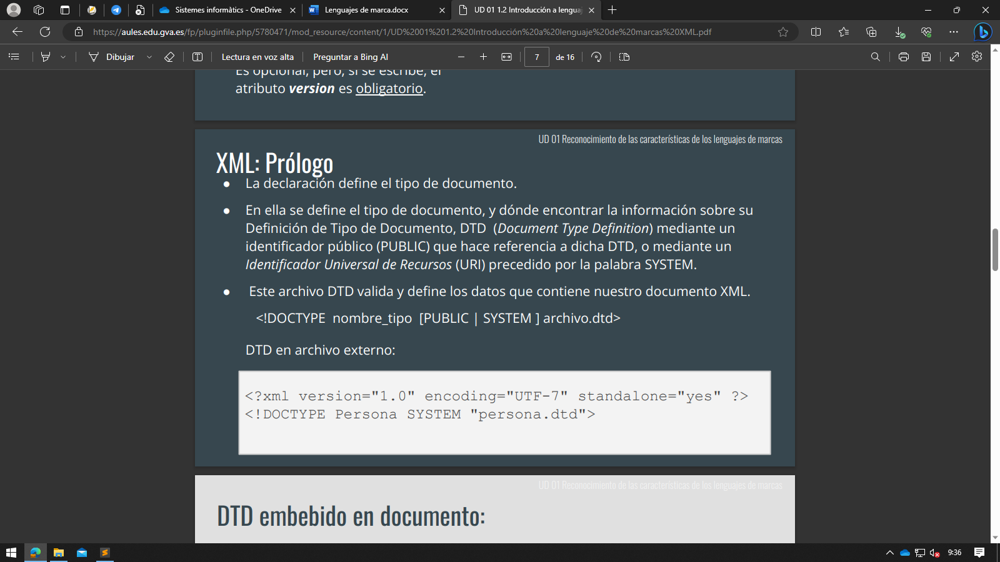 Sistemes informàtics - OneDrive
Lenguajes de marca.docx
UD 01 1.2 Introducción a lengua
https://aules.edu.gva.es/fp/pluginfile.php/5780471/mod_resource/content/1/UD%2001%201.2%20Introducción%20a%20lenguaje%20de%20marcas%20XML.pdf
Dibujar
Lectura en voz alta
Preguntar a Bing AI
7
de 16
Es opcional, pero, si se escribe, el
atributo version es obligatorio.
UD 01 Reconocimiento de las características de los lenguajes de marcas
XML: Prólogo
● La declaración define el tipo de documento.
● En ella se define el tipo de documento, y dónde encontrar la información sobre su
Definición de Tipo de Documento, DTD (Document Type Definition) mediante un
identificador público (PUBLIC) que hace referencia a dicha DTD, o mediante un
Identificador Universal de Recursos (URI) precedido por la palabra SYSTEM.
● Este archivo DTD valida y define los datos que contiene nuestro documento XML.
<!DOCTYPE nombre_tipo [PUBLIC | SYSTEM ] archivo.dtd>
DTD en archivo externo:
<?xml version="1.0" encoding="UTF-7" standalone="yes" ?>
<!DOCTYPE Persona SYSTEM "persona.dtd">
UD 01 Reconocimiento de las características de los lenguajes de marcas
DTD embebido en documento:
9:36